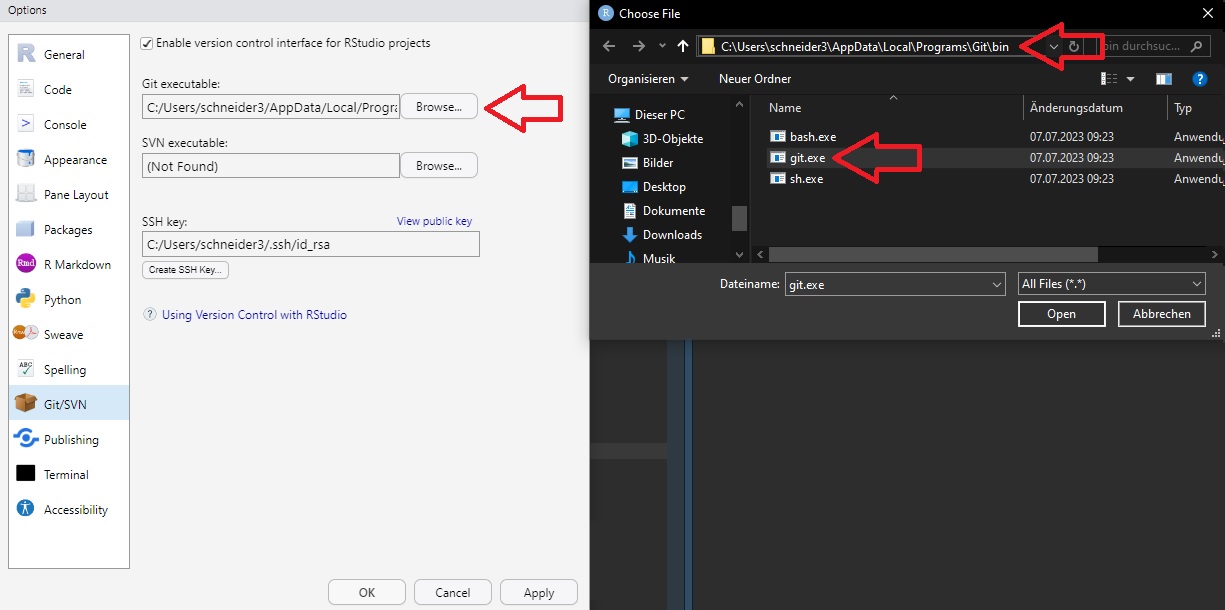 Options
General
Code
Console
Appearance
Pane Layout
Packages
Rmd
R Markdown
Python
Sweave
ABC
Spelling
Git/SVN
Publishing
Terminal
Accessibility
Enable version control interface for RStudio projects
Git executable:
C:/Users/schneider3/AppData/Local/Progra
Browse...
SVN executable:
(Not Found)
Browse...
SSH key:
View public key
C:/Users/schneider3/.ssh/id_rsa
Create SSH Key...
? Using Version Control with RStudio
OK
Cancel
Apply
R Choose File
C:\Users\schneider3\AppData\Local\Programs\Git\bin
bin durchsuc...
Organisieren
Neuer Ordner
?
Dieser PC
3D-Objekte
Bilder
Desktop
Dokumente
Downloads
Musik
Name
Änderungsdatum
Typ
bash.exe
07.07.2023 09:23
Anwendu
git.exe
07.07.2023 09:23
Anwendu
sh.exe
07.07.2023 09:23
Anwendu
Dateiname:
git.exe
All Files (*.*)
Open
Abbrechen